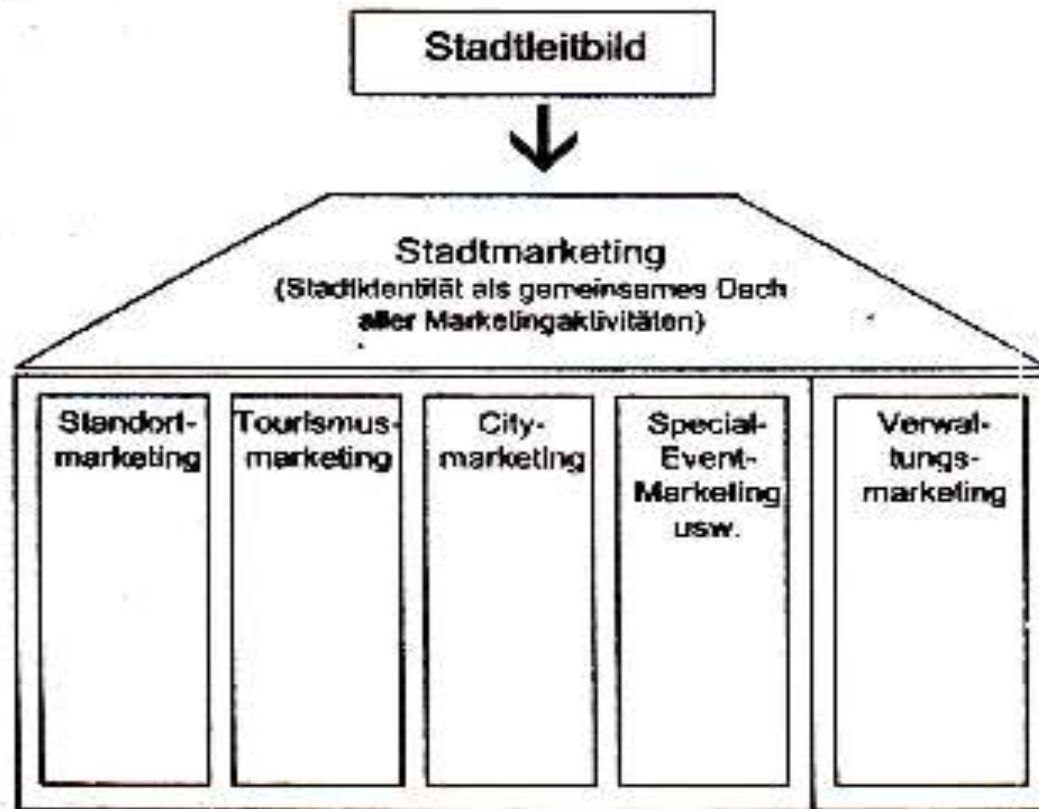 Stadtleitbild
Stadtmarketing
(Stadtidentität als gemeinsames Dach
aller Marketingaktivitäten)
Standort-
marketing
Tourismus-
marketing
City-
marketing
Special-
Event-
Marketing
usw.
Verwal-
tungs-
marketing